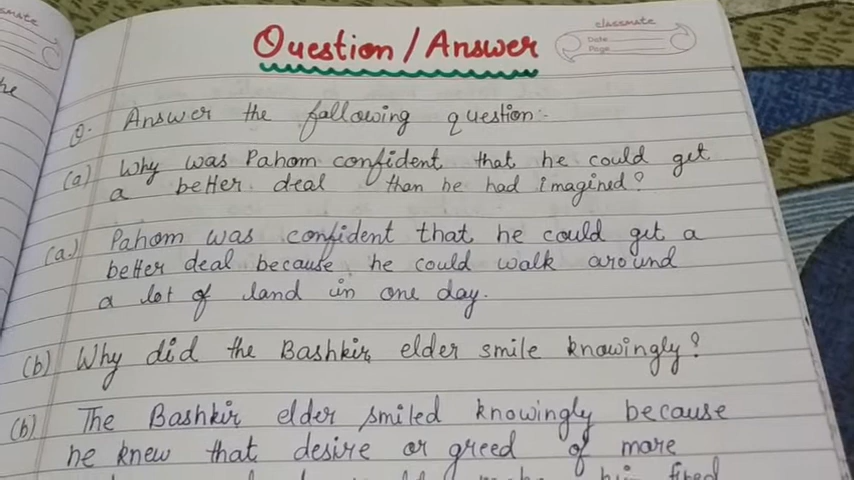 classmate
Question / Answer
Date
Page
he
Q. Answer the following question:-
(a) Why was Pahom confident that he could get
a better deal than he had imagined?
(a) Pahom was confident that he could get a
better deal because he could walk around
a lot of land in one day.
(b) Why did the Bashkir elder smile knowingly?
(b) The Bashkir elder smiled knowingly because
he knew that desire or greed of more